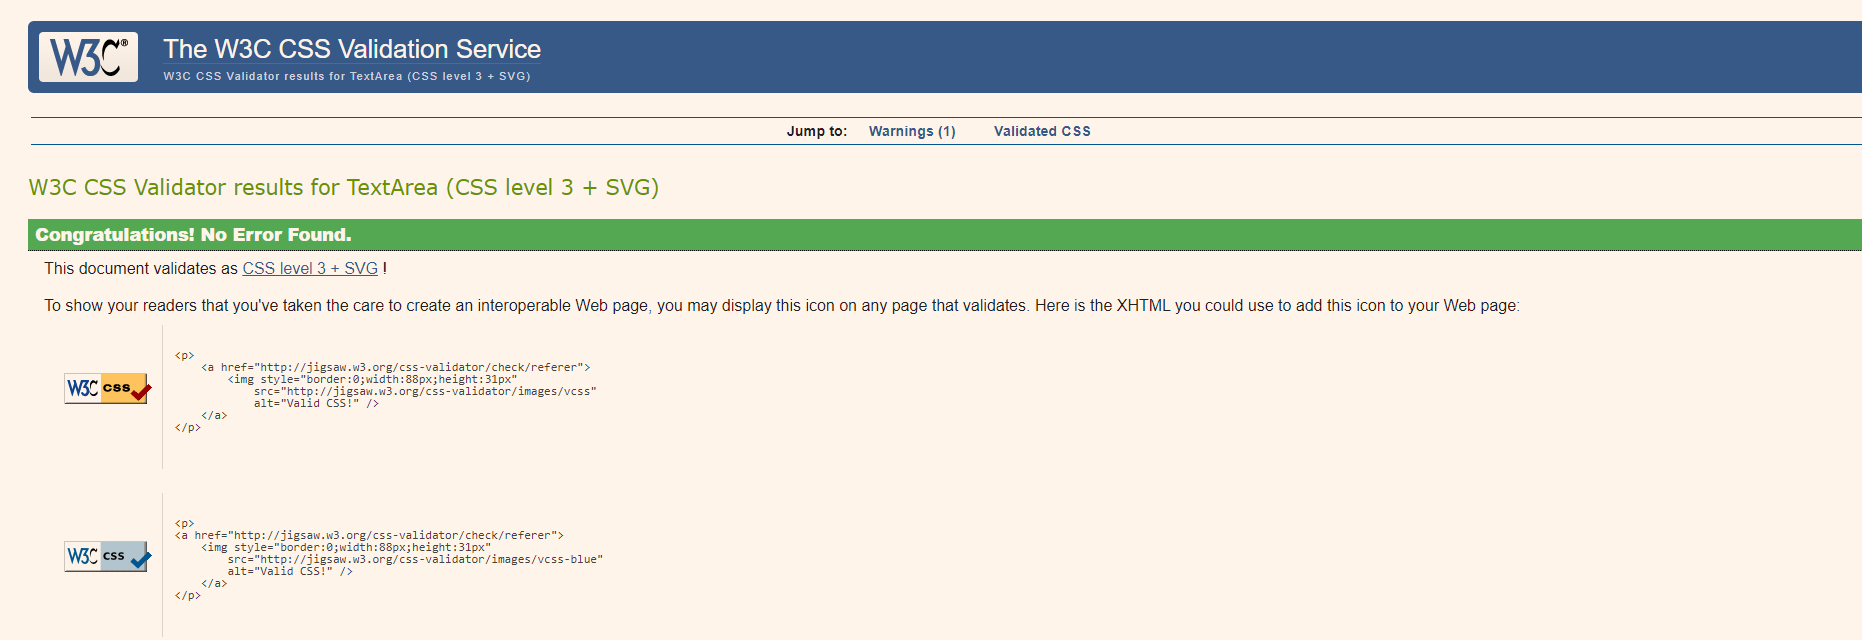 W3C®
The W3C CSS Validation Service
W3C CSS Validator results for TextArea (CSS level 3 + SVG)
Jump to: Warnings (1) Validated CSS
W3C CSS Validator results for TextArea (CSS level 3 + SVG)
Congratulations! No Error Found.
This document validates as CSS level 3 + SVG !
To show your readers that you've taken the care to create an interoperable Web page, you may display this icon on any page that validates. Here is the XHTML you could use to add this icon to your Web page:
W3C css
<p>
    <a href="http://jigsaw.w3.org/css-validator/check/referer">
        <img style="border:0;width:88px;height:31px"
            src="http://jigsaw.w3.org/css-validator/images/vcss"
            alt="Valid CSS!" />
    </a>
</p>
W3C css
<p>
<a href="http://jigsaw.w3.org/css-validator/check/referer">
    <img style="border:0;width:88px;height:31px"
        src="http://jigsaw.w3.org/css-validator/images/vcss-blue"
        alt="Valid CSS!" />
    </a>
</p>